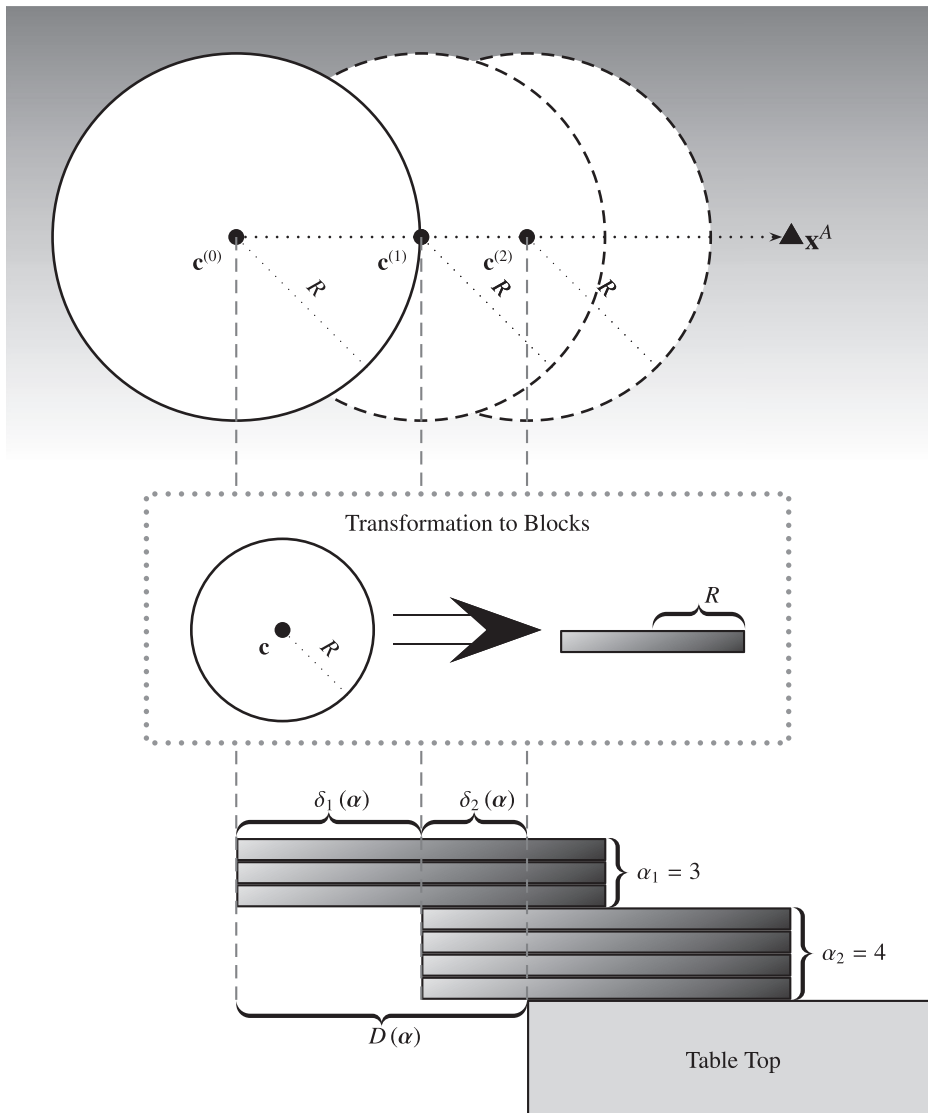 c(0)
c(1)
c(2)
xA
R
R
R
Transformation to Blocks
c
R
R
δ1 (α)
δ2 (α)
α1 = 3
α2 = 4
D (α)
Table Top